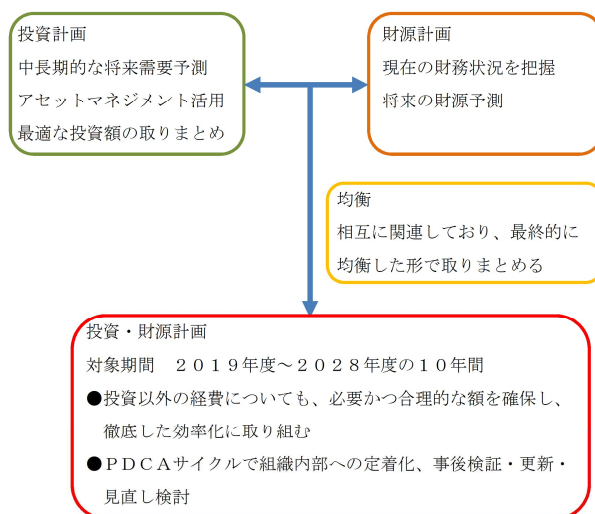 投資計画
中長期的な将来需要予測
アセットマネジメント活用
最適な投資額の取りまとめ
財源計画
現在の財務状況を把握
将来の財源予測
均衡
相互に関連しており、最終的に
均衡した形で取りまとめる
投資・財源計画
対象期間　２０１９年度～２０２８年度の１０年間
●投資以外の経費についても、必要かつ合理的な額を確保し、
徹底した効率化に取り組む
●ＰＤＣＡサイクルで組織内部への定着化、事後検証・更新・
見直し検討